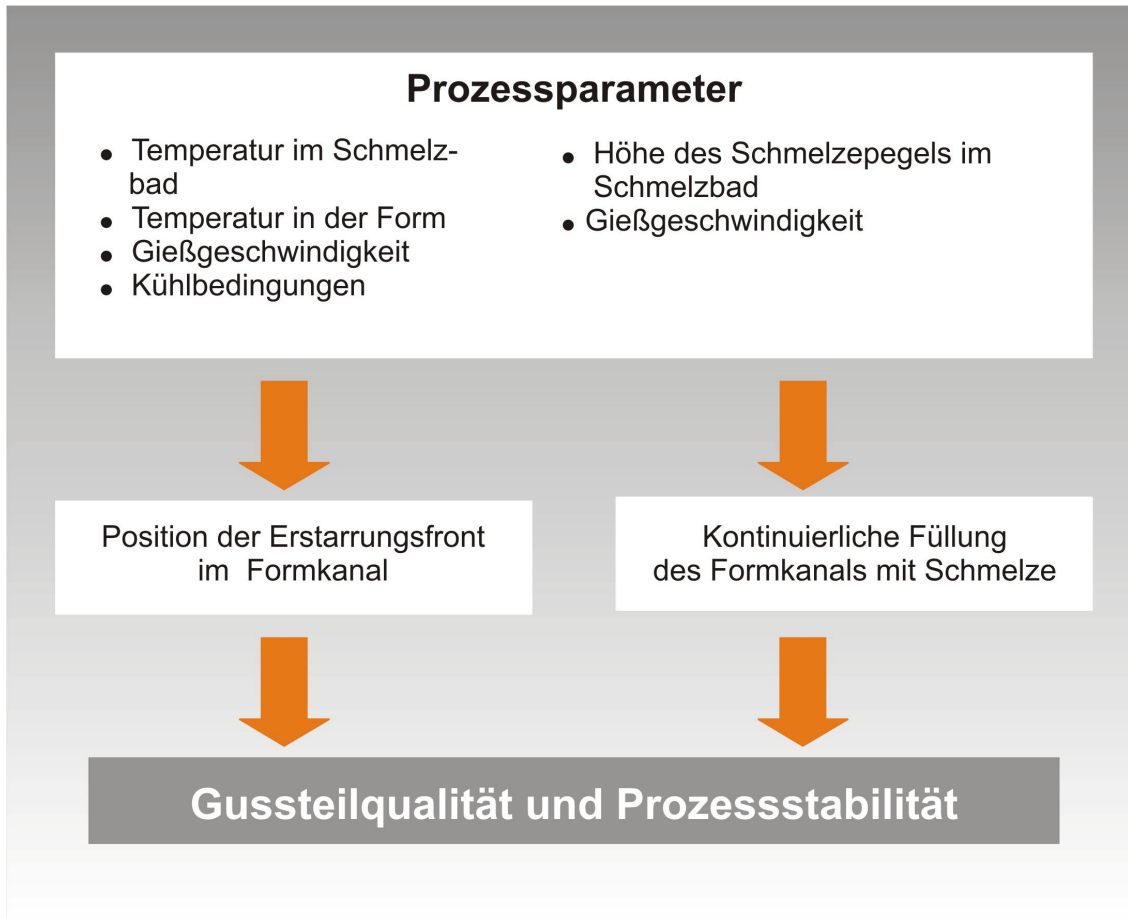 Prozessparameter
• Temperatur im Schmelz-
bad
• Temperatur in der Form
• Gießgeschwindigkeit
• Kühlbedingungen
• Höhe des Schmelzepegels im
Schmelzbad
• Gießgeschwindigkeit
Position der Erstarrungsfront
im Formkanal
Kontinuierliche Füllung
des Formkanals mit Schmelze
Gussteilqualität und Prozessstabilität